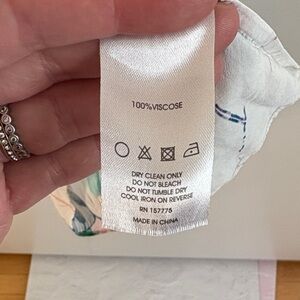 100%VISCOSE
DRY CLEAN ONLY
DO NOT BLEACH
DO NOT TUMBLE DRY
COOL IRON ON REVERSE
RN 157775
MADE IN CHINA